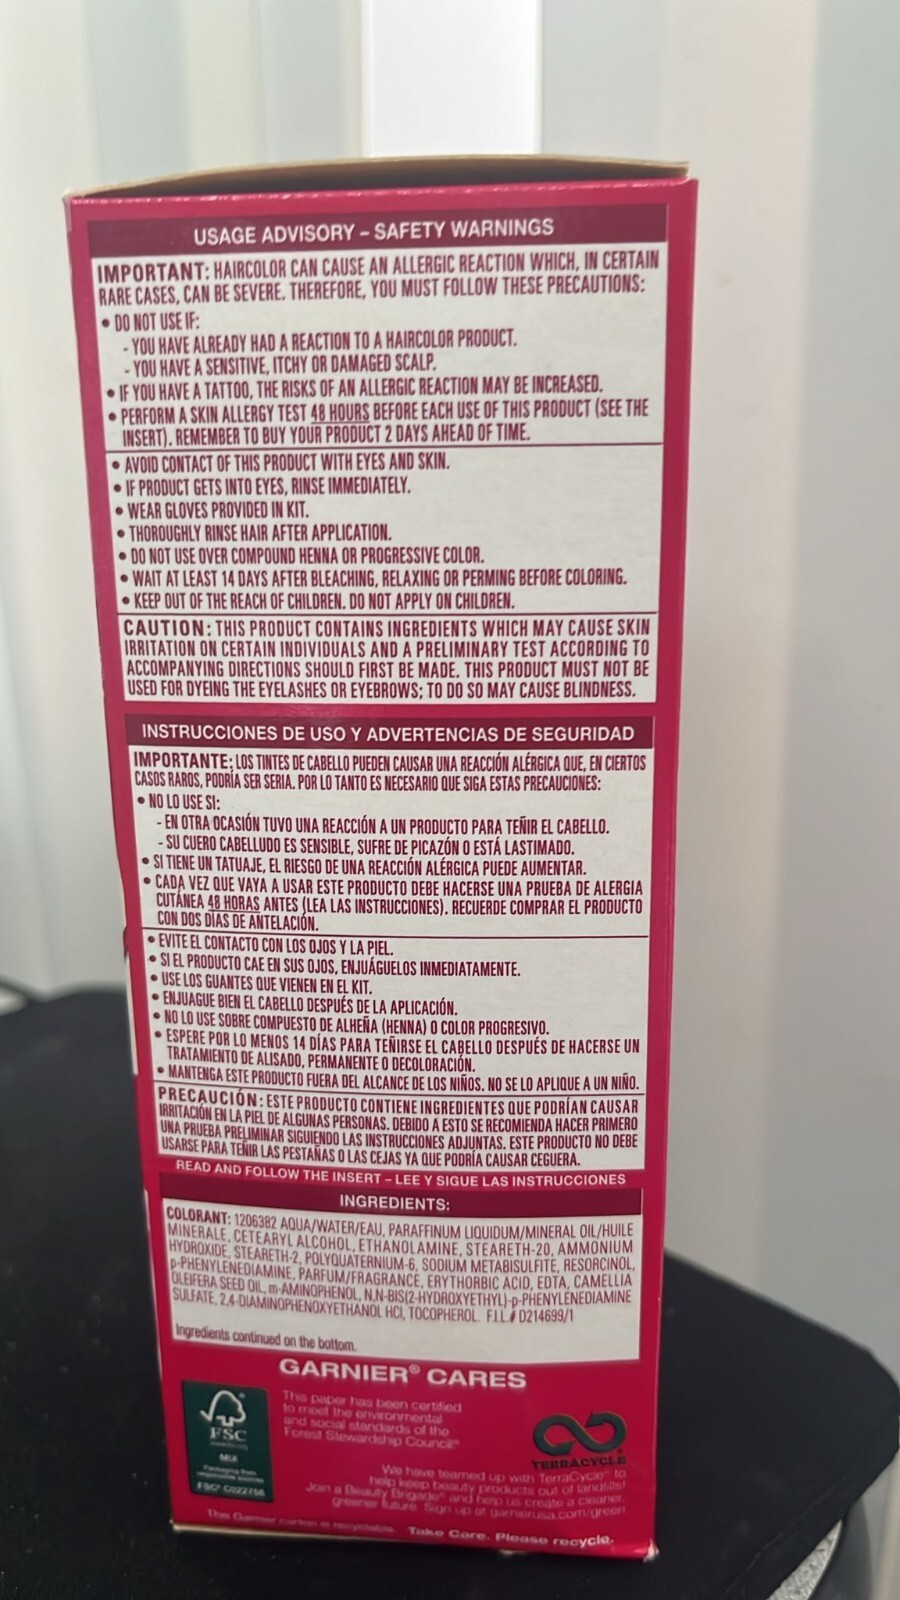 USAGE ADVISORY – SAFETY WARNINGS
IMPORTANT: HAIRCOLOR CAN CAUSE AN ALLERGIC REACTION WHICH, IN CERTAIN
RARE CASES, CAN BE SEVERE. THEREFORE, YOU MUST FOLLOW THESE PRECAUTIONS:
• DO NOT USE IF:
- YOU HAVE ALREADY HAD A REACTION TO A HAIRCOLOR PRODUCT.
- YOU HAVE A SENSITIVE, ITCHY OR DAMAGED SCALP.
• IF YOU HAVE A TATTOO, THE RISKS OF AN ALLERGIC REACTION MAY BE INCREASED.
• PERFORM A SKIN ALLERGY TEST 48 HOURS BEFORE EACH USE OF THIS PRODUCT (SEE THE
INSERT). REMEMBER TO BUY YOUR PRODUCT 2 DAYS AHEAD OF TIME.
• AVOID CONTACT OF THIS PRODUCT WITH EYES AND SKIN.
• IF PRODUCT GETS INTO EYES, RINSE IMMEDIATELY.
• WEAR GLOVES PROVIDED IN KIT.
• THOROUGHLY RINSE HAIR AFTER APPLICATION.
• DO NOT USE OVER COMPOUND HENNA OR PROGRESSIVE COLOR.
• WAIT AT LEAST 14 DAYS AFTER BLEACHING, RELAXING OR PERMING BEFORE COLORING.
• KEEP OUT OF THE REACH OF CHILDREN. DO NOT APPLY ON CHILDREN.
CAUTION: THIS PRODUCT CONTAINS INGREDIENTS WHICH MAY CAUSE SKIN
IRRITATION ON CERTAIN INDIVIDUALS AND A PRELIMINARY TEST ACCORDING TO
ACCOMPANYING DIRECTIONS SHOULD FIRST BE MADE. THIS PRODUCT MUST NOT BE
USED FOR DYEING THE EYELASHES OR EYEBROWS; TO DO SO MAY CAUSE BLINDNESS.
INSTRUCCIONES DE USO Y ADVERTENCIAS DE SEGURIDAD
IMPORTANTE: LOS TINTES DE CABELLO PUEDEN CAUSAR UNA REACCIÓN ALÉRGICA QUE, EN CIERTOS
CASOS RAROS, PODRÍA SER SERIA. POR LO TANTO ES NECESARIO QUE SIGA ESTAS PRECAUCIONES:
• NO LO USE SI:
- EN OTRA OCASIÓN TUVO UNA REACCIÓN A UN PRODUCTO PARA TEÑIR EL CABELLO.
- SU CUERO CABELLUDO ES SENSIBLE, SUFRE DE PICAZÓN O ESTÁ LASTIMADO.
• SI TIENE UN TATUAJE, EL RIESGO DE UNA REACCIÓN ALÉRGICA PUEDE AUMENTAR.
• CADA VEZ QUE VAYA A USAR ESTE PRODUCTO DEBE HACERSE UNA PRUEBA DE ALERGIA
CUTÁNEA 48 HORAS ANTES (LEA LAS INSTRUCCIONES). RECUERDE COMPRAR EL PRODUCTO
CON DOS DÍAS DE ANTELACIÓN.
• EVITE EL CONTACTO CON LOS OJOS Y LA PIEL.
• SI EL PRODUCTO CAE EN SUS OJOS, ENJUÁGUELOS INMEDIATAMENTE.
• USE LOS GUANTES QUE VIENEN EN EL KIT.
• ENJUAGUE BIEN EL CABELLO DESPUÉS DE LA APLICACIÓN.
• NO LO USE SOBRE COMPUESTO DE ALHEÑA (HENNA) O COLOR PROGRESIVO.
• ESPERE POR LO MENOS 14 DÍAS PARA TEÑIRSE EL CABELLO DESPUÉS DE HACERSE UN
TRATAMIENTO DE ALISADO, PERMANENTE O DECOLORACIÓN.
• MANTENGA ESTE PRODUCTO FUERA DEL ALCANCE DE LOS NIÑOS. NO SE LO APLIQUE A UN NIÑO.
PRECAUCIÓN: ESTE PRODUCTO CONTIENE INGREDIENTES QUE PODRÍAN CAUSAR
IRRITACIÓN EN LA PIEL DE ALGUNAS PERSONAS. DEBIDO A ESTO SE RECOMIENDA HACER PRIMERO
UNA PRUEBA PRELIMINAR SIGUIENDO LAS INSTRUCCIONES ADJUNTAS. ESTE PRODUCTO NO DEBE
USARSE PARA TEÑIR LAS PESTAÑAS O LAS CEJAS YA QUE PODRÍA CAUSAR CEGUERA.
READ AND FOLLOW THE INSERT – LEE Y SIGUE LAS INSTRUCCIONES
INGREDIENTS:
COLORANT: 1206382 AQUA/WATER/EAU, PARAFFINUM LIQUIDUM/MINERAL OIL/HUILE
MINERALE, CETEARYL ALCOHOL, ETHANOLAMINE, STEARETH-20, AMMONIUM
HYDROXIDE, STEARETH-2, POLYQUATERNIUM-6, SODIUM METABISULFITE, RESORCINOL,
p-PHENYLENEDIAMINE, PARFUM/FRAGRANCE, ERYTHORBIC ACID, EDTA, CAMELLIA
OLEIFERA SEED OIL, m-AMINOPHENOL, N,N-BIS(2-HYDROXYETHYL)-p-PHENYLENEDIAMINE
SULFATE, 2,4-DIAMINOPHENOXYETHANOL HCl, TOCOPHEROL. F.I.L.# D214699/1
Ingredients continued on the bottom.
GARNIER® CARES
This paper has been certified
to meet the environmental
and social standards of the
Forest Stewardship Council®
FSC
MIX
Packaging from
responsible sources
FSC® C022758
TERRACYCLE
We have teamed up with TerraCycle® to
help keep beauty products out of landfills!
Join a Beauty Brigade® and help us create a cleaner,
greener future. Sign up at garnierusa.com/green
The Garnier carton is recyclable. Take Care. Please recycle.